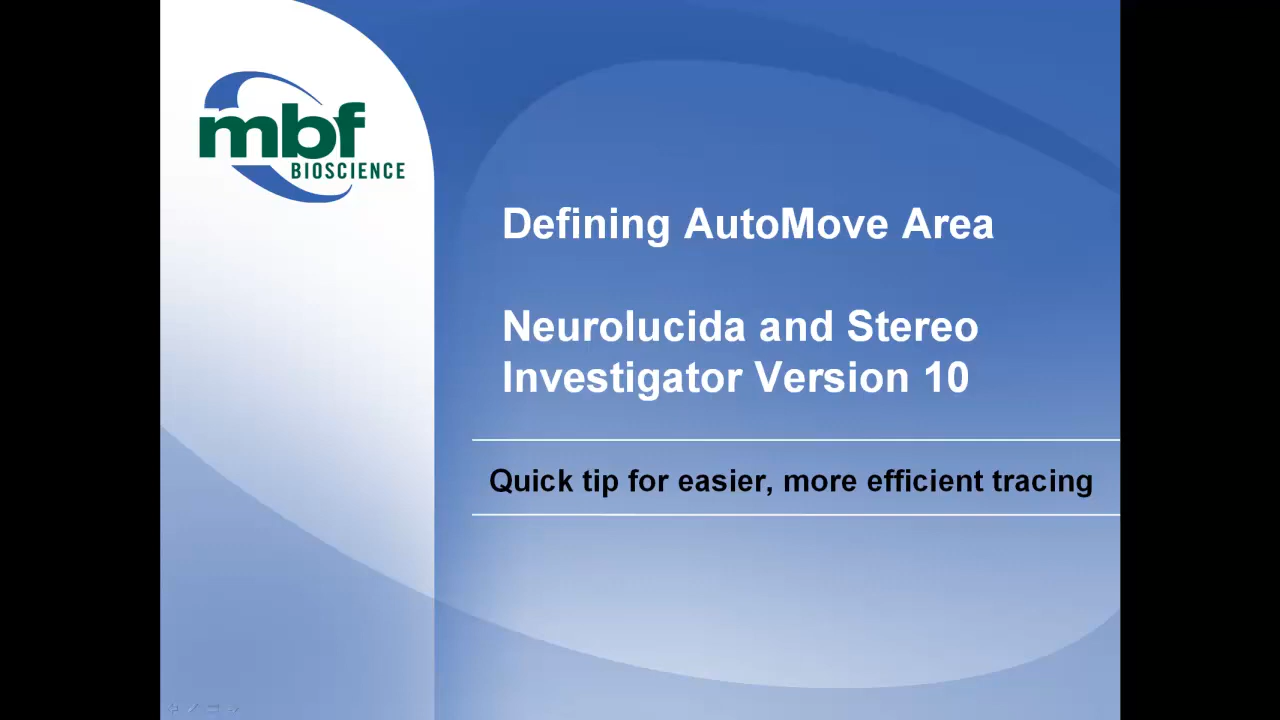 mbf
BIOSCIENCE
Defining AutoMove Area
Neurolucida and Stereo
Investigator Version 10
Quick tip for easier, more efficient tracing